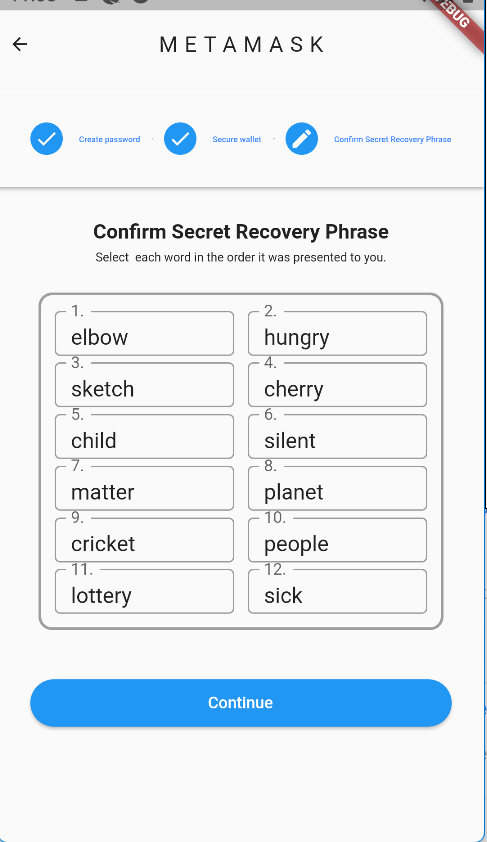 DEBUG
METAMASK
Create password · Secure wallet · Confirm Secret Recovery Phrase
Confirm Secret Recovery Phrase
Select each word in the order it was presented to you.
1. elbow
2. hungry
3. sketch
4. cherry
5. child
6. silent
7. matter
8. planet
9. cricket
10. people
11. lottery
12. sick
Continue